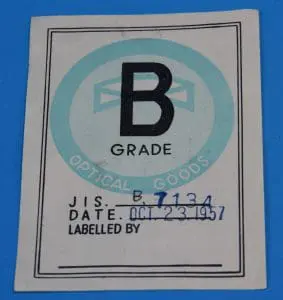 B
GRADE
OPTICAL GOODS
JIS. B. 7134
DATE. OCT. 23.1957
LABELLED BY